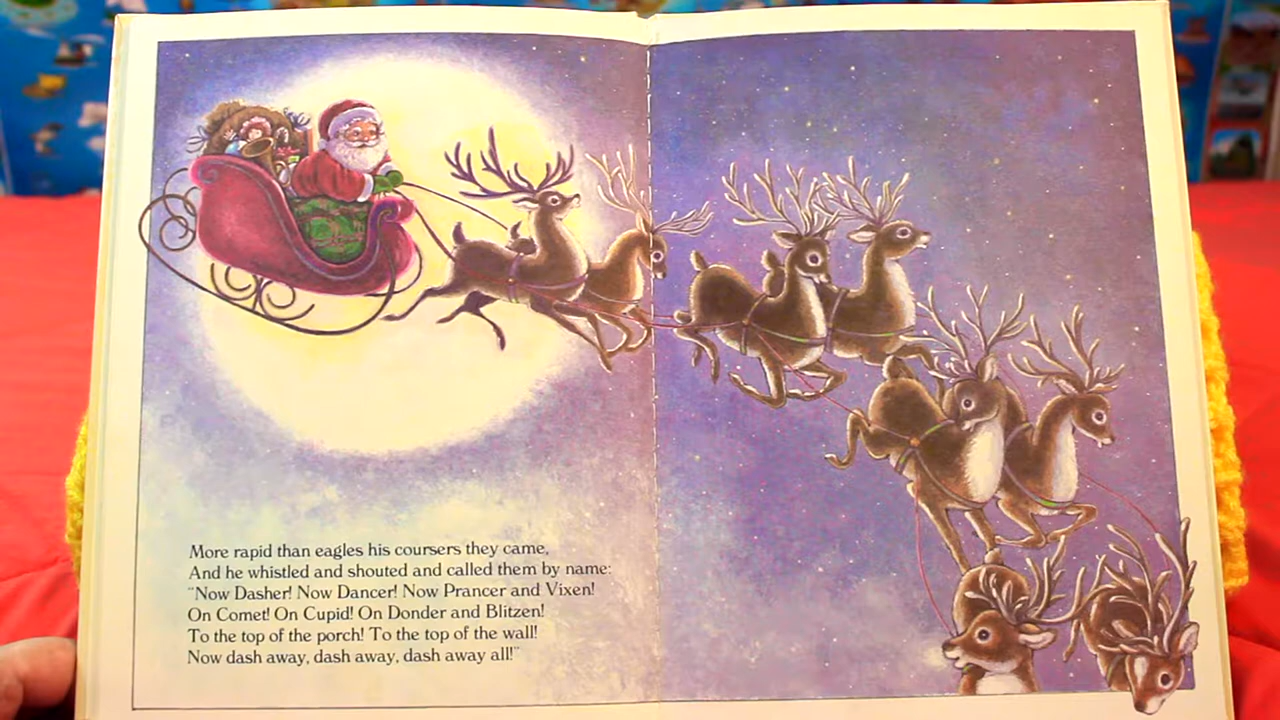 More rapid than eagles his coursers they came,
And he whistled and shouted and called them by name:
"Now Dasher! Now Dancer! Now Prancer and Vixen!
On Comet! On Cupid! On Donder and Blitzen!
To the top of the porch! To the top of the wall!
Now dash away, dash away, dash away all!"